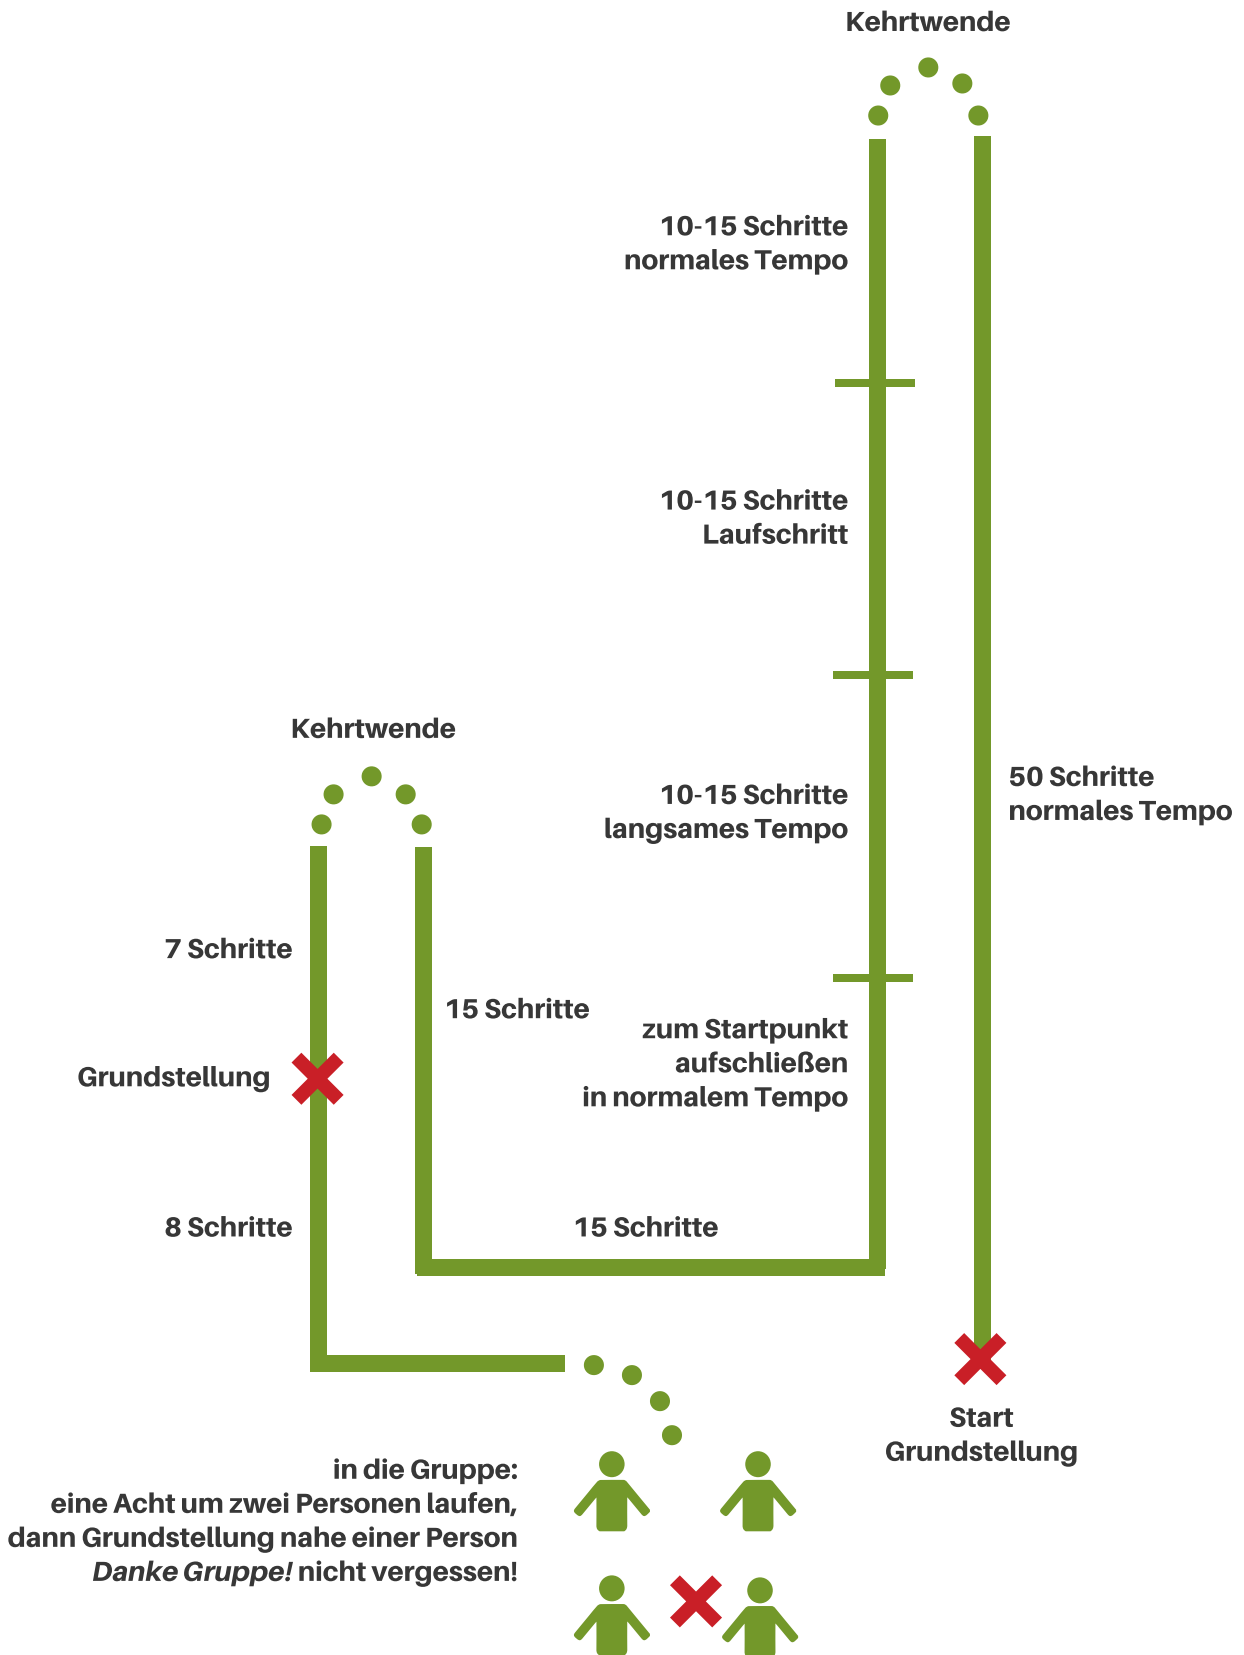 Kehrtwende
10-15 Schritte
normales Tempo
10-15 Schritte
Laufschritt
10-15 Schritte
langsames Tempo
50 Schritte
normales Tempo
Kehrtwende
7 Schritte
15 Schritte
zum Startpunkt
aufschließen
in normalem Tempo
Grundstellung
8 Schritte
15 Schritte
Start
Grundstellung
in die Gruppe:
eine Acht um zwei Personen laufen,
dann Grundstellung nahe einer Person
Danke Gruppe! nicht vergessen!